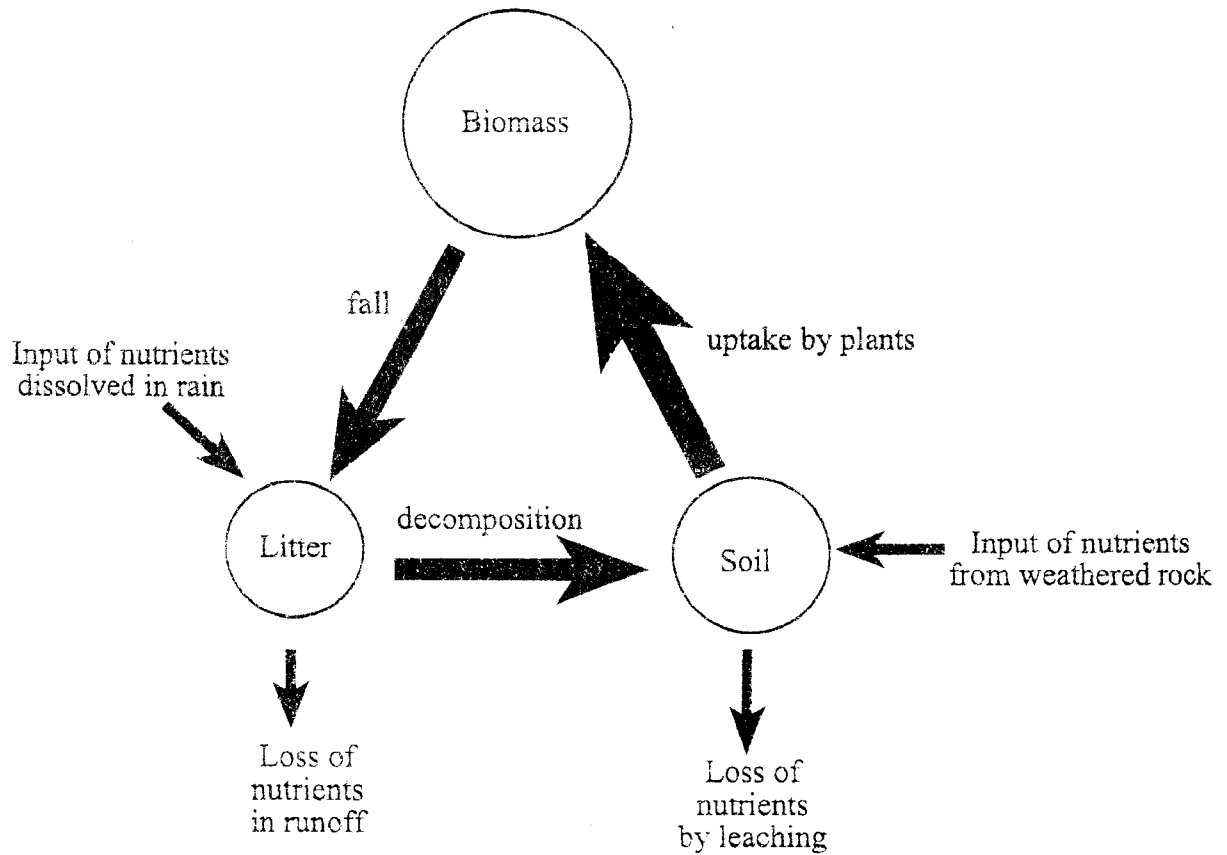 Biomass
fall
uptake by plants
Input of nutrients
dissolved in rain
decomposition
Litter
Soil
Input of nutrients
from weathered rock
Loss of
nutrients
in runoff
Loss of
nutrients
by leaching